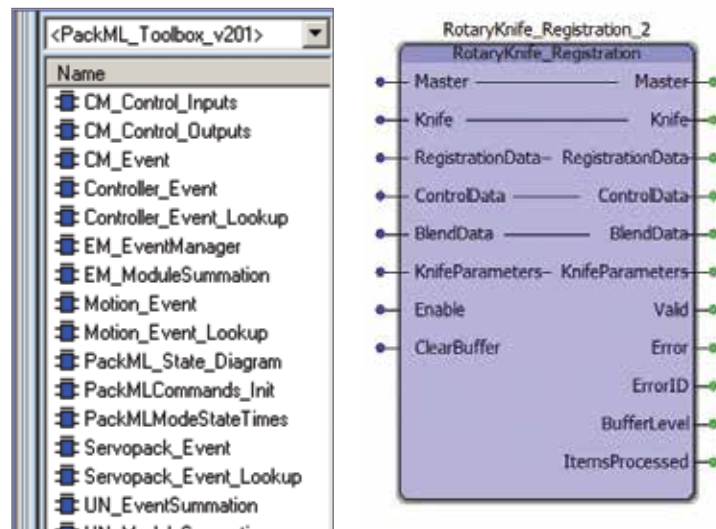 <PackML_Toolbox_v201>
Name
CM_Control_Inputs
CM_Control_Outputs
CM_Event
Controller_Event
Controller_Event_Lookup
EM_EventManager
EM_ModuleSummation
Motion_Event
Motion_Event_Lookup
PackML_State_Diagram
PackMLCommands_Init
PackMLModeStateTimes
Servopack_Event
Servopack_Event_Lookup
UN_EventSummation
RotaryKnife_Registration_2
RotaryKnife_Registration
Master Master
Knife Knife
RegistrationData RegistrationData
ControlData ControlData
BlendData BlendData
KnifeParameters KnifeParameters
Enable Valid
ClearBuffer Error
ErrorID
BufferLevel
ItemsProcessed